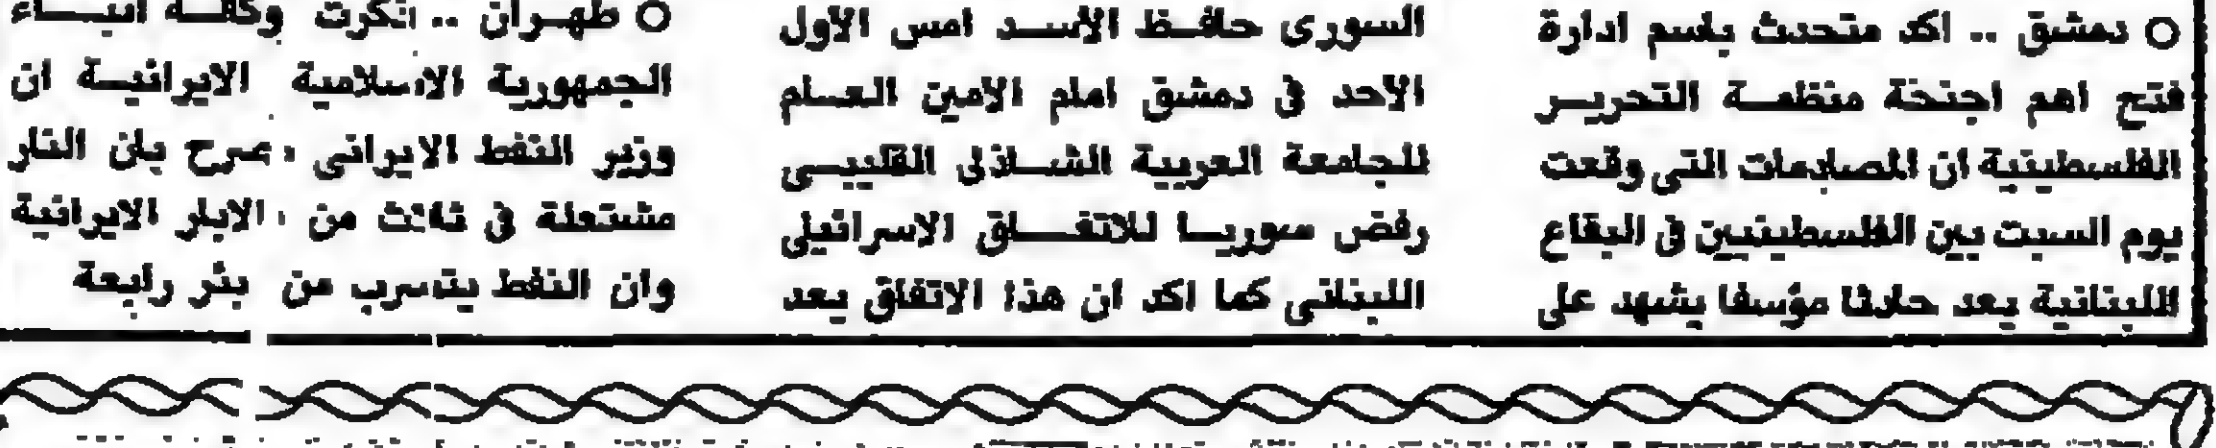 ○ دمشق .. اكد متحدث باسم ادارة
فتح اهم اجنحة منظمة التحرير
الفلسطينية ان المصادمات التى وقعت
يوم السبت بين الفلسطينيين فى البقاع
اللبنانية يعد حادثا مؤسفا يشهد على
السورى حافظ الاسد امس الاول
الاحد فى دمشق امام الامين العام
للجامعة العربية الشاذلى القليبى
رفض سوريا للاتفاق الاسرائيلى
اللبنانى كما اكد ان هذا الاتفاق يعد
○ طهران .. انكرت وكالة انباء
الجمهورية الاسلامية الايرانية ان
وزير النفط الايرانى صرح بان النار
مشتعلة فى ثلاث من الابار الايرانية
وان النفط يتسرب من بئر رابعة